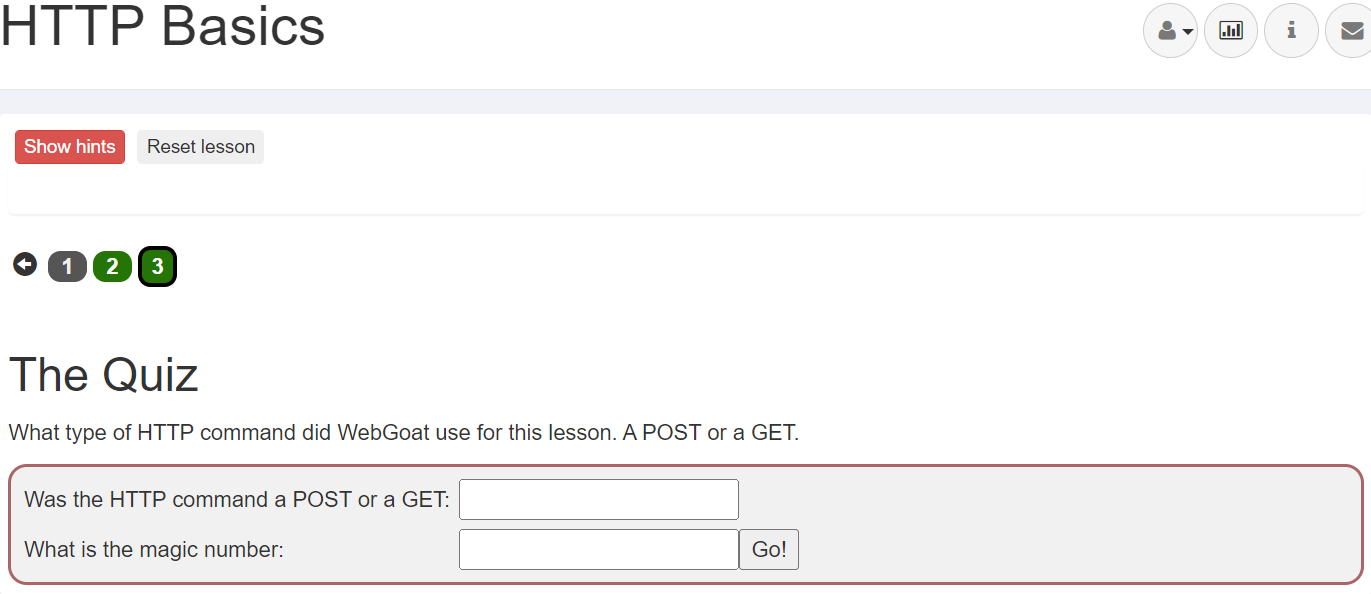 HTTP Basics
Show hints
Reset lesson
1 2 3
The Quiz
What type of HTTP command did WebGoat use for this lesson. A POST or a GET.
Was the HTTP command a POST or a GET:
What is the magic number:
Go!